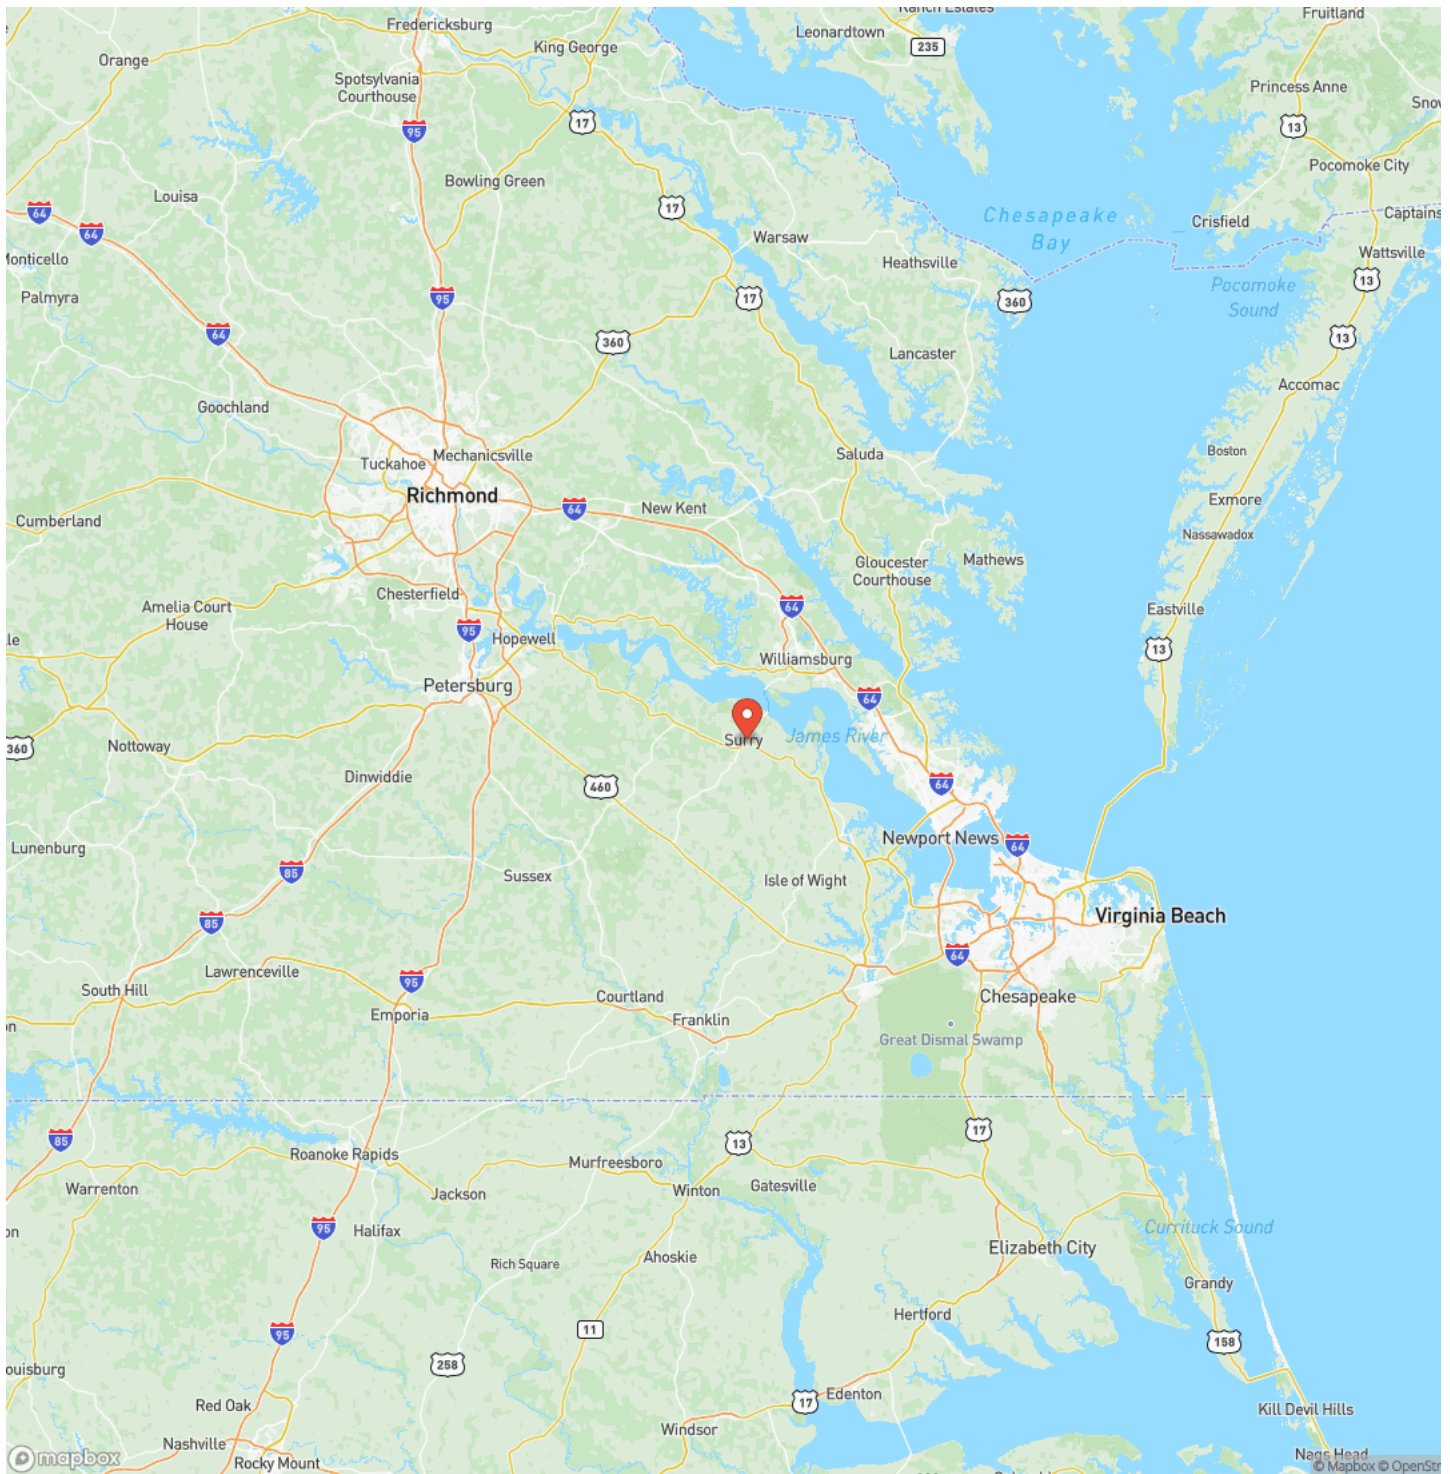 Fredericksburg
Ranch Estates
Fruitland
Leonardtown
King George
235
Orange
Spotsylvania
Courthouse
Princess Anne
17
95
13
Pocomoke City
Bowling Green
Louisa
17
64
64
Chesapeake
Bay
Crisfield
Captains
Warsaw
Wattsville
Monticello
Heathsville
13
Palmyra
95
17
360
Pocomoke
Sound
64
360
13
Lancaster
Accomac
Goochland
Mechanicsville
Tuckahoe
Saluda
Boston
Richmond
Exmore
64
New Kent
Cumberland
Nassawadox
Gloucester
Courthouse
Mathews
Chesterfield
Amelia Court
House
64
Eastville
95
Hopewell
13
Williamsburg
Petersburg
64
360
Nottoway
Surry
James River
Dinwiddie
460
64
Lunenburg
Newport News
64
85
Sussex
Isle of Wight
85
Virginia Beach
64
Lawrenceville
95
South Hill
Courtland
Chesapeake
Emporia
Franklin
Great Dismal Swamp
85
17
13
Roanoke Rapids
Murfreesboro
Warrenton
Jackson
Winton
Gatesville
95
Halifax
Currituck Sound
Elizabeth City
Rich Square
Ahoskie
Grandy
95
11
Hertford
158
258
Edenton
17
Red Oak
Kill Devil Hills
Windsor
Nashville
Rocky Mount
Nags Head
mapbox
© Mapbox © OpenStr